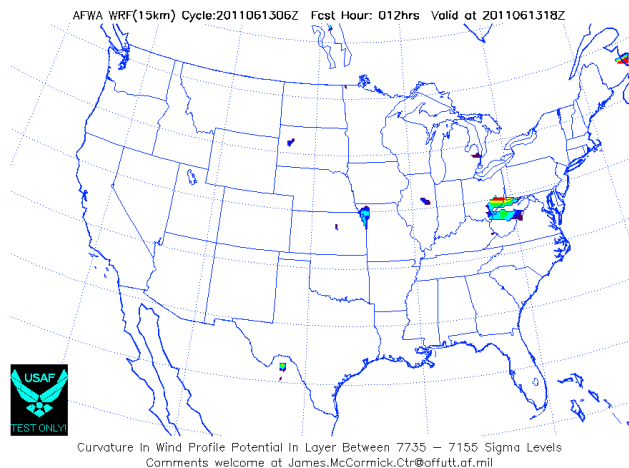 AFWA WRF(15km) Cycle:2011061306Z Fcst Hour: 012hrs Valid at 2011061318Z
USAF
TEST ONLY!
Curvature In Wind Profile Potential In Layer Between 7735 – 7155 Sigma Levels
Comments welcome at James.McCormick.Ctr@offutt.af.mil